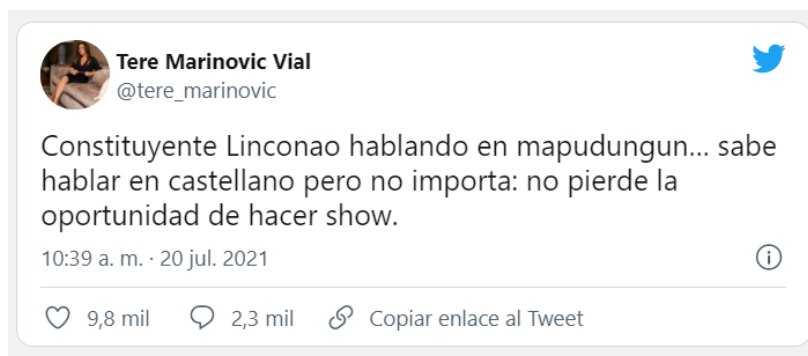 Tere Marinovic Vial
@tere_marinovic
Constituyente Linconao hablando en mapudungun... sabe
hablar en castellano pero no importa: no pierde la
oportunidad de hacer show.
10:39 a. m. · 20 jul. 2021
9,8 mil 2,3 mil Copiar enlace al Tweet